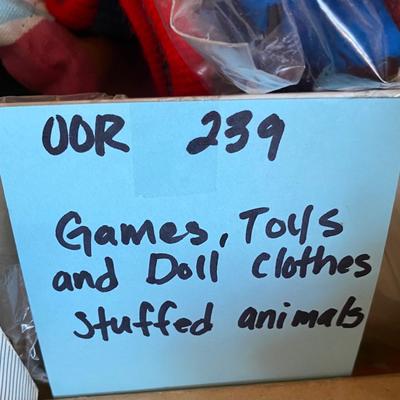 OOR 239
Games, Toys
and Doll Clothes
Stuffed animals